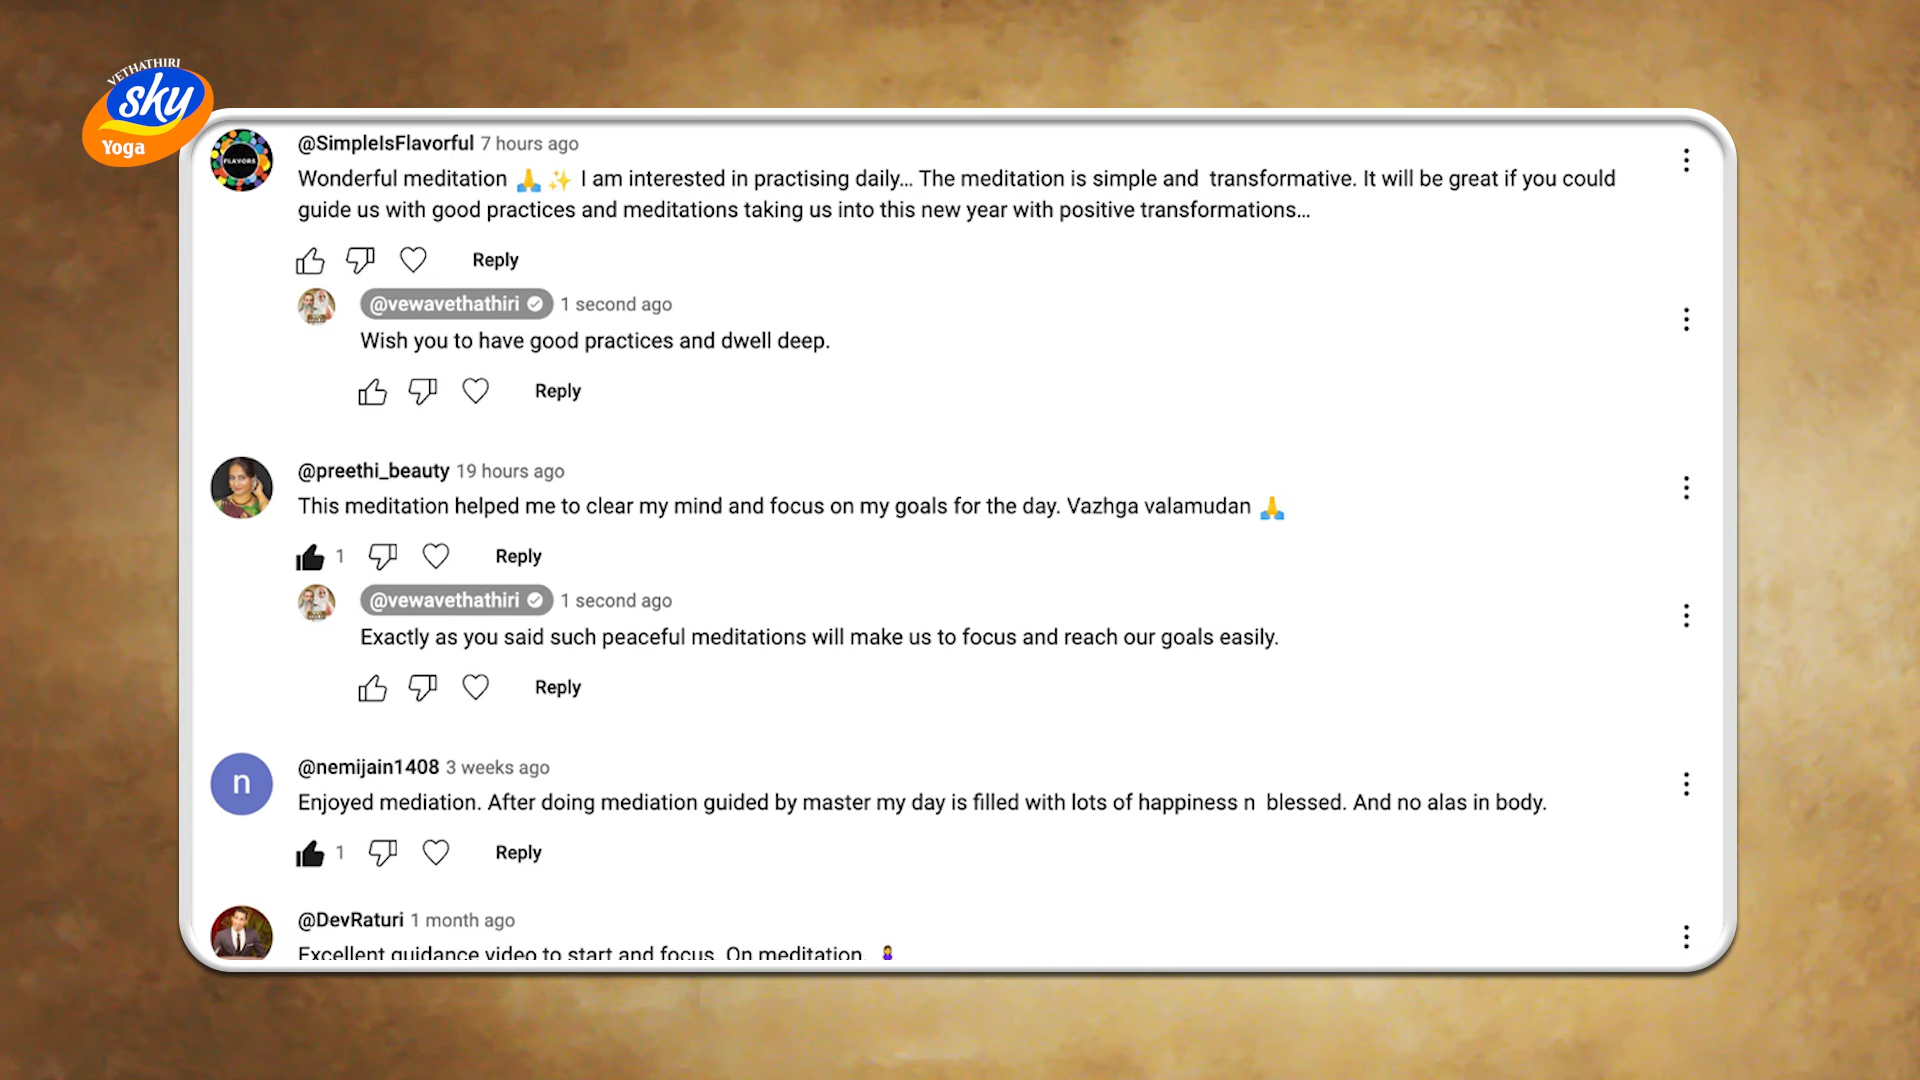 VETHATHIRI
sky
Yoga
FLAVORS
@SimpleIsFlavorful 7 hours ago
Wonderful meditation 🙏 ✨ I am interested in practising daily... The meditation is simple and transformative. It will be great if you could
guide us with good practices and meditations taking us into this new year with positive transformations...
Reply
@vewavethathiri 1 second ago
Wish you to have good practices and dwell deep.
Reply
@preethi_beauty 19 hours ago
This meditation helped me to clear my mind and focus on my goals for the day. Vazhga valamudan 🙏
1 Reply
@vewavethathiri 1 second ago
Exactly as you said such peaceful meditations will make us to focus and reach our goals easily.
Reply
n
@nemijain1408 3 weeks ago
Enjoyed mediation. After doing mediation guided by master my day is filled with lots of happiness n blessed. And no alas in body.
1 Reply
@DevRaturi 1 month ago
Excellent guidance video to start and focus. On meditation.